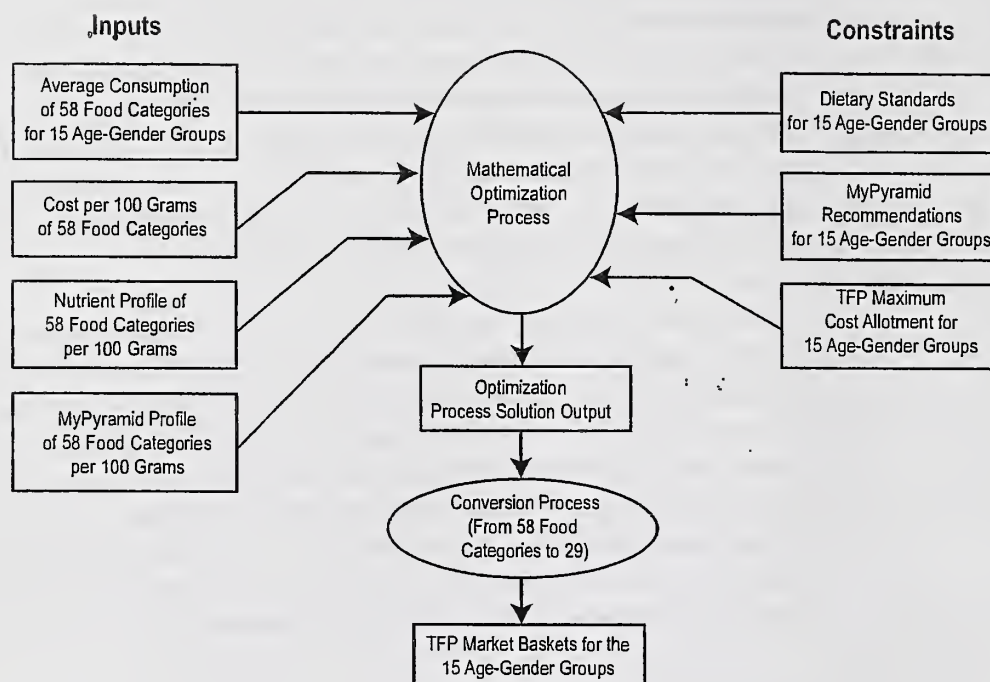 Inputs
Average Consumption
of 58 Food Categories
for 15 Age-Gender Groups
Cost per 100 Grams
of 58 Food Categories
Nutrient Profile of
58 Food Categories
per 100 Grams
MyPyramid Profile
of 58 Food Categories
per 100 Grams
Mathematical
Optimization
Process
Optimization
Process Solution Output
Conversion Process
(From 58 Food
Categories to 29)
TFP Market Baskets for the
15 Age-Gender Groups
Constraints
Dietary Standards
for 15 Age-Gender Groups
MyPyramid
Recommendations
for 15 Age-Gender Groups
TFP Maximum
Cost Allotment for
15 Age-Gender Groups